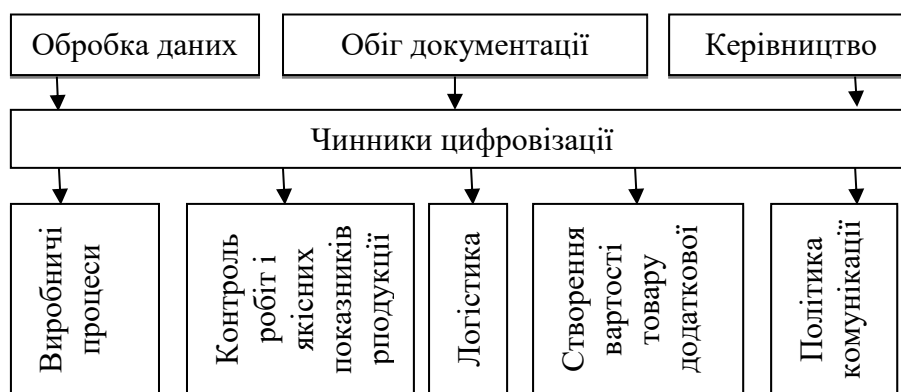 Обробка даних
Обіг документації
Керівництво
Чинники цифровізації
Виробничі
процеси
Контроль
робіт і
якісних
показників
рподукції
Логістика
Створення
вартості
товару
додаткової
Політика
комунікації